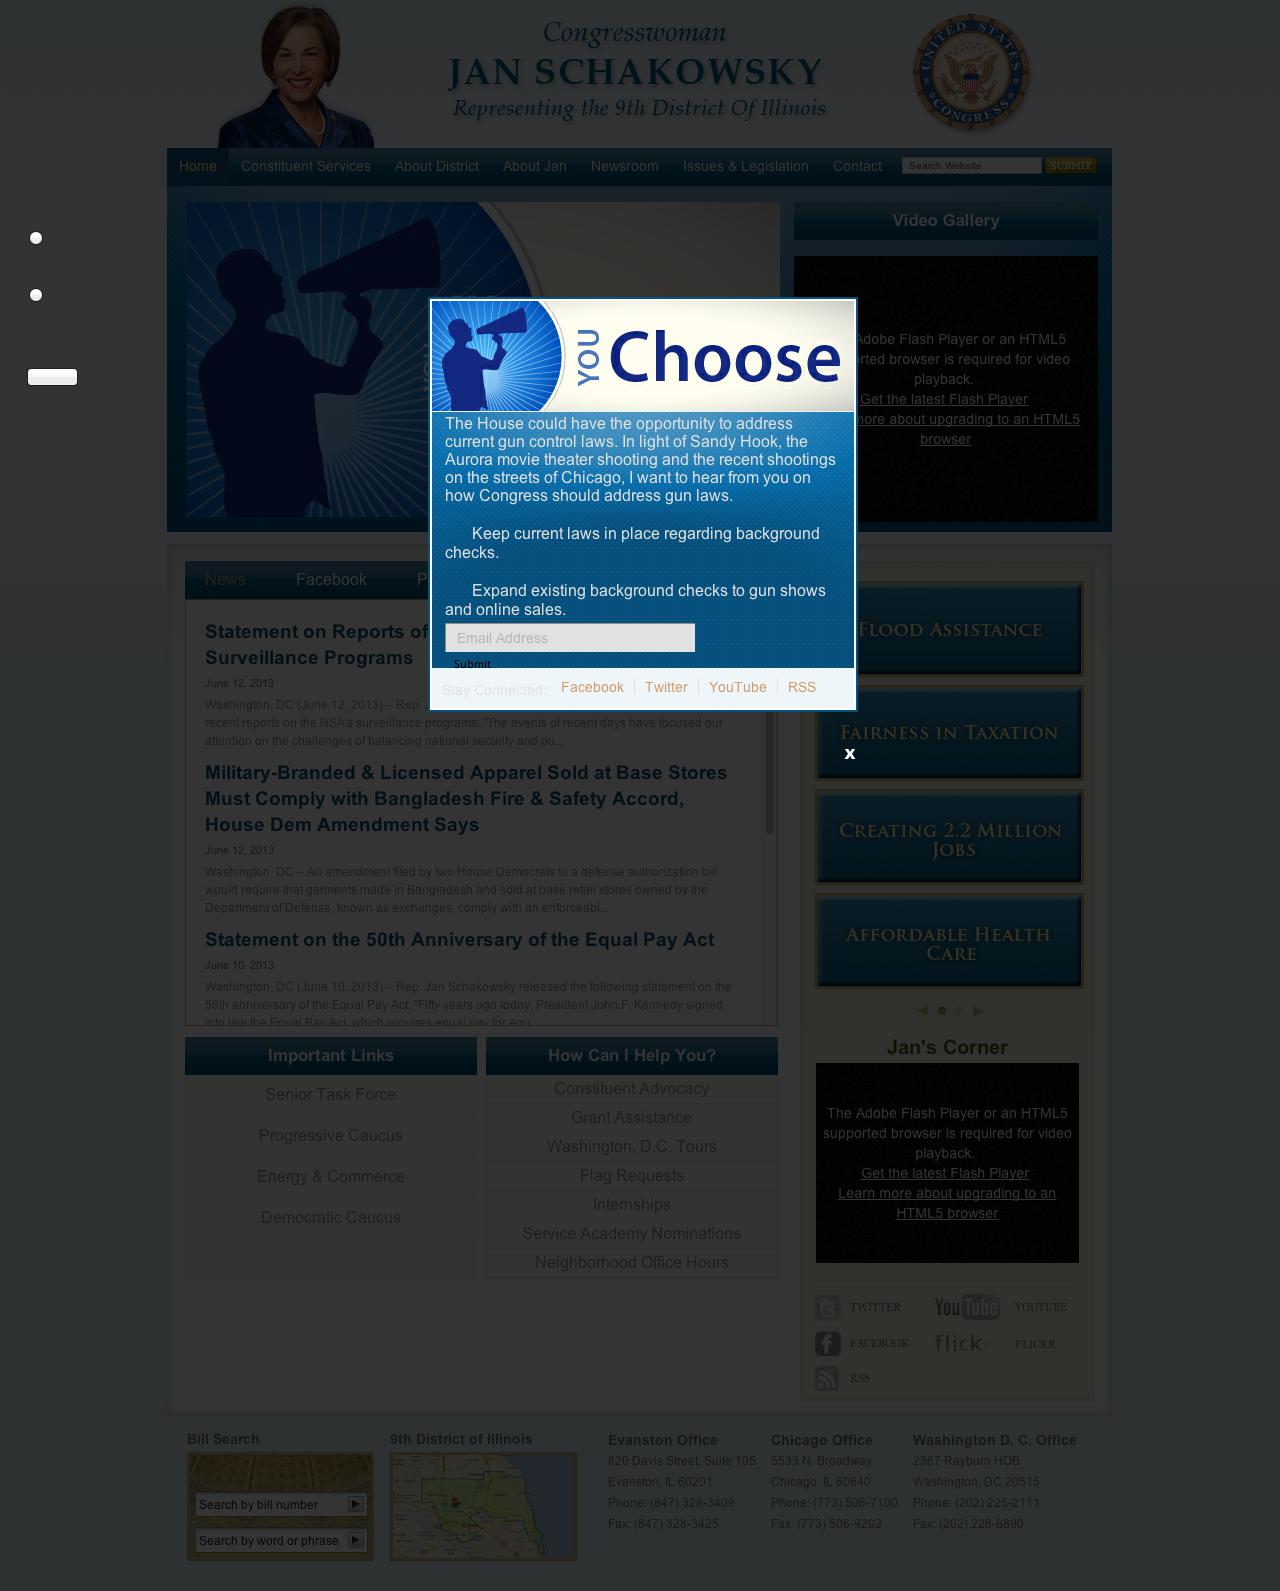 Congresswoman
JAN SCHAKOWSKY
Representing the 9th District Of Illinois
UNITED STATES CONGRESS
Home Constituent Services About District About Jan Newsroom Issues & Legislation Contact Search Website SUBMIT
Video Gallery
Adobe Flash Player or an HTML5
browser is required for video
playback.
Get the latest Flash Player
more about upgrading to an HTML5
browser
YOU Choose
The House could have the opportunity to address
current gun control laws. In light of Sandy Hook, the
Aurora movie theater shooting and the recent shootings
on the streets of Chicago, I want to hear from you on
how Congress should address gun laws.
Keep current laws in place regarding background
checks.
Expand existing background checks to gun shows
and online sales.
Email Address
Submit
Stay Connected: Facebook Twitter YouTube RSS
x
News Facebook P
Statement on Reports of
Surveillance Programs
June 12, 2013
Washington, DC (June 12, 2013) – Rep.
recent reports on the NSA's surveillance programs: "The events of recent days have focused our
attention on the challenges of balancing national security and ou...
Military-Branded & Licensed Apparel Sold at Base Stores
Must Comply with Bangladesh Fire & Safety Accord,
House Dem Amendment Says
June 12, 2013
Washington, DC – An amendment filed by two House Democrats to a defense authorization bill
would require that garments made in Bangladesh and sold at base retail stores owned by the
Department of Defense, known as exchanges, comply with an enforceabl...
Statement on the 50th Anniversary of the Equal Pay Act
June 10, 2013
Washington, DC (June 10, 2013) – Rep. Jan Schakowsky released the following statement on the
50th anniversary of the Equal Pay Act: "Fifty years ago today, President John F. Kennedy signed
into law the Equal Pay Act, which requires equal pay for equ...
FLOOD ASSISTANCE
FAIRNESS IN TAXATION
CREATING 2.2 MILLION
JOBS
AFFORDABLE HEALTH
CARE
Important Links
Senior Task Force
Progressive Caucus
Energy & Commerce
Democratic Caucus
How Can I Help You?
Constituent Advocacy
Grant Assistance
Washington, D.C. Tours
Flag Requests
Internships
Service Academy Nominations
Neighborhood Office Hours
Jan's Corner
The Adobe Flash Player or an HTML5
supported browser is required for video
playback.
Get the latest Flash Player
Learn more about upgrading to an
HTML5 browser
TWITTER YouTube YOUTUBE
FACEBOOK flickr FLICKR
RSS
Bill Search
Search by bill number
Search by word or phrase
9th District of Illinois
Evanston Office
820 Davis Street, Suite 105
Evanston, IL 60201
Phone: (847) 328-3409
Fax: (847) 328-3425
Chicago Office
5533 N. Broadway
Chicago, IL 60640
Phone: (773) 506-7100
Fax: (773) 506-9202
Washington D. C. Office
2367 Rayburn HOB
Washington, DC 20515
Phone: (202) 225-2111
Fax: (202) 226-6890